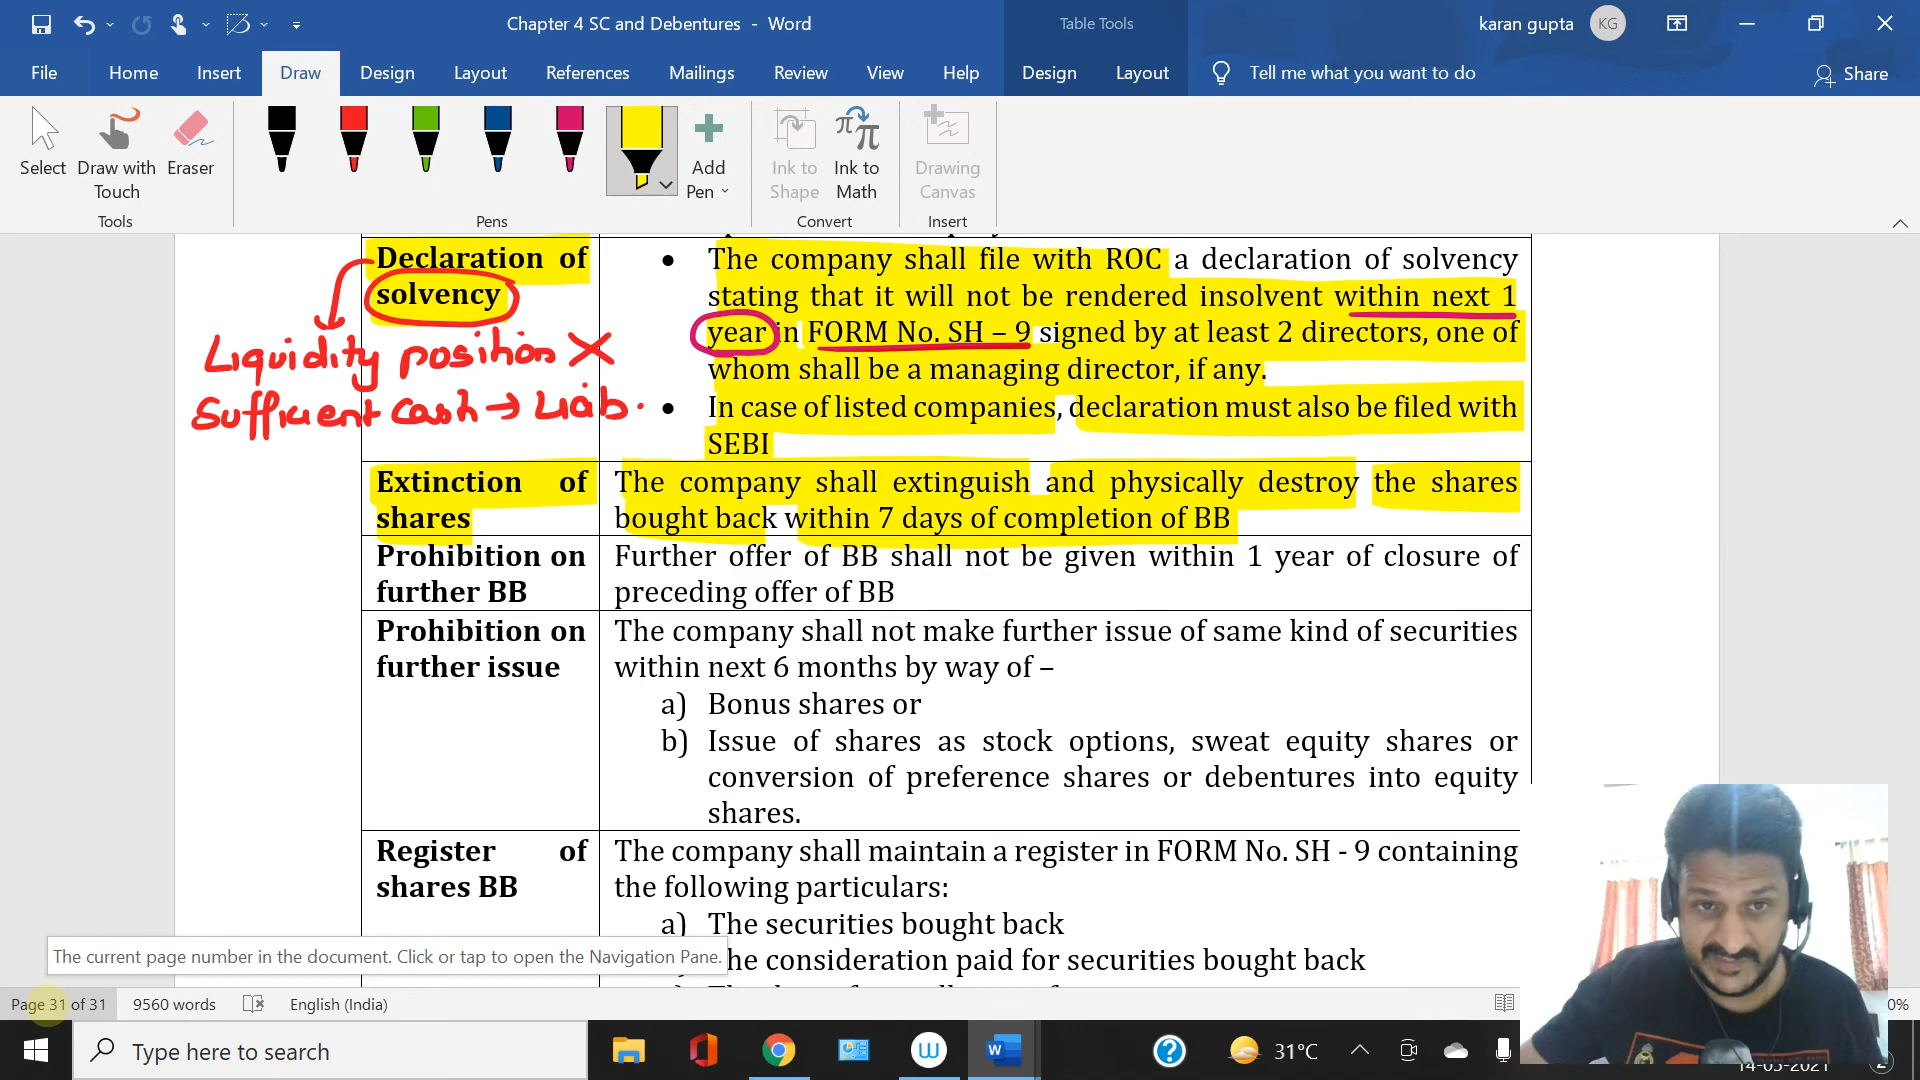 Chapter 4 SC and Debentures - Word
Table Tools
karan gupta
KG
File Home Insert Draw Design Layout References Mailings Review View Help Design Layout Tell me what you want to do Share
Select
Draw with Touch
Eraser
Tools
Pens
Add Pen
Ink to Shape
Ink to Math
Convert
Drawing Canvas
Insert
Declaration of
solvency
The company shall file with ROC a declaration of solvency
stating that it will not be rendered insolvent within next 1
year in FORM No. SH – 9 signed by at least 2 directors, one of
whom shall be a managing director, if any.
In case of listed companies, declaration must also be filed with
SEBI
Liquidity position X
Sufficient cash → Liab.
Extinction of
shares
The company shall extinguish and physically destroy the shares
bought back within 7 days of completion of BB
Prohibition on
further BB
Further offer of BB shall not be given within 1 year of closure of
preceding offer of BB
Prohibition on
further issue
The company shall not make further issue of same kind of securities
within next 6 months by way of –
a) Bonus shares or
b) Issue of shares as stock options, sweat equity shares or
conversion of preference shares or debentures into equity
shares.
Register of
shares BB
The company shall maintain a register in FORM No. SH - 9 containing
the following particulars:
a) The securities bought back
he consideration paid for securities bought back
The current page number in the document. Click or tap to open the Navigation Pane.
Page 31 of 31
9560 words
English (India)
0%
Type here to search
31°C
14-05-2021